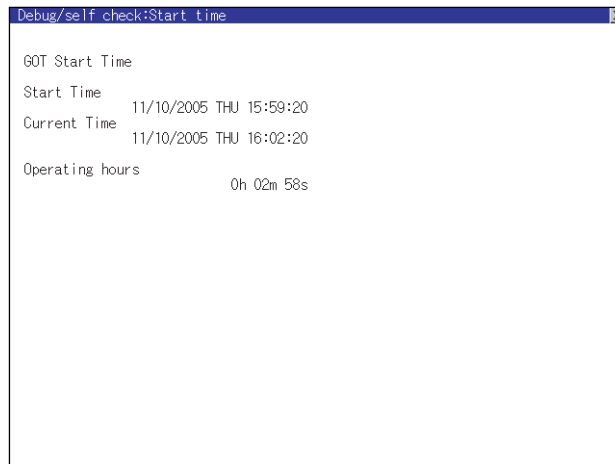 Debug/self check:Start time
GOT Start Time
Start Time
11/10/2005 THU 15:59:20
Current Time
11/10/2005 THU 16:02:20
Operating hours
0h 02m 58s